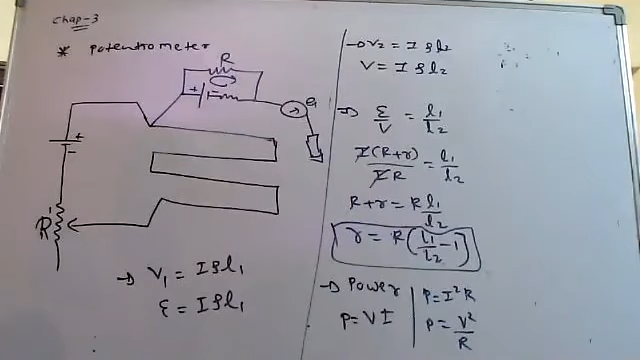 Chap-3
* Potentiometer
R
+
G
+
-
R'
→ V₁ = Iρl₁
ε = Iρl₁
→ V₂ = Iρl₂
V = Iρl₂
⇒ ε/V = l₁/l₂
I(R+r)/IR = l₁/l₂
R+r = R l₁/l₂
r = R(l₁/l₂ - 1)
→ Power
P = VI
P = I²R
P = V²/R